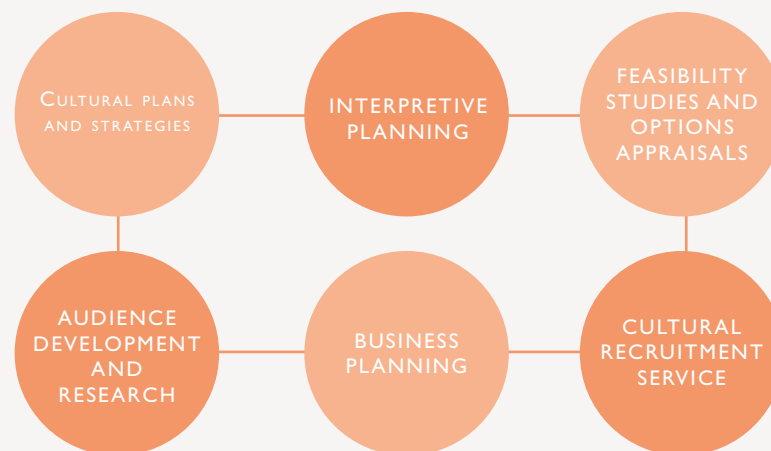 Cultural plans
and strategies
INTERPRETIVE
PLANNING
FEASIBILITY
STUDIES AND
OPTIONS
APPRAISALS
AUDIENCE
DEVELOPMENT
AND
RESEARCH
BUSINESS
PLANNING
CULTURAL
RECRUITMENT
SERVICE